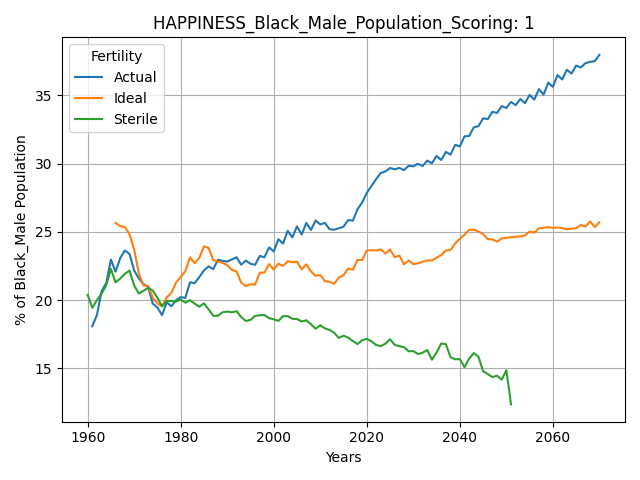 HAPPINESS_Black_Male_Population_Scoring: 1
Fertility
Actual
Ideal
Sterile
% of Black_Male Population
35
30
25
20
15
1960
1980
2000
2020
2040
2060
Years